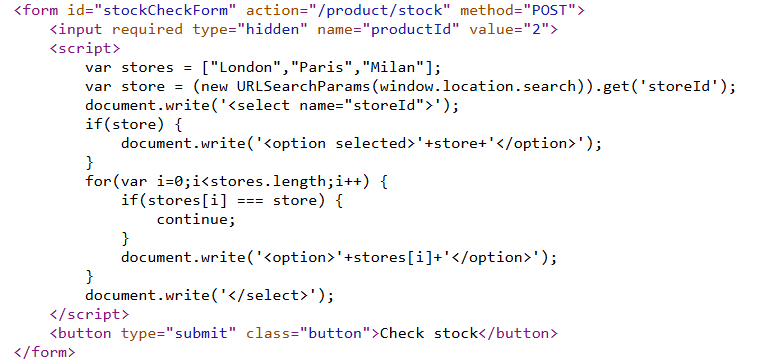 <form id="stockCheckForm" action="/product/stock" method="POST">
<input required type="hidden" name="productId" value="2">
<script>
var stores = ["London","Paris","Milan"];
var store = (new URLSearchParams(window.location.search)).get('storeId');
document.write('<select name="storeId">');
if(store) {
document.write('<option selected>'+store+'</option>');
}
for(var i=0;i<stores.length;i++) {
if(stores[i] === store) {
continue;
}
document.write('<option>'+stores[i]+'</option>');
}
document.write('</select>');
</script>
<button type="submit" class="button">Check stock</button>
</form>